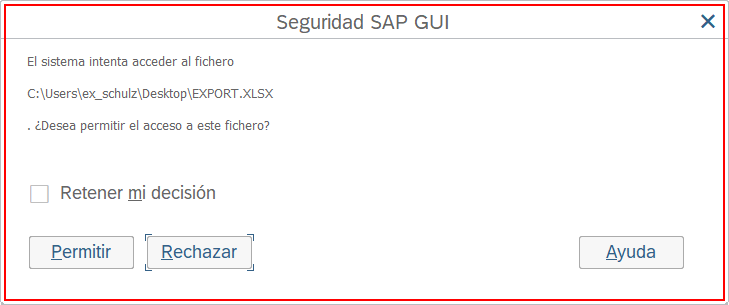 Seguridad SAP GUI
El sistema intenta acceder al fichero
C:\Users\ex_schulz\Desktop\EXPORT.XLSX
. ¿Desea permitir el acceso a este fichero?
Retener mi decisión
Permitir Rechazar Ayuda